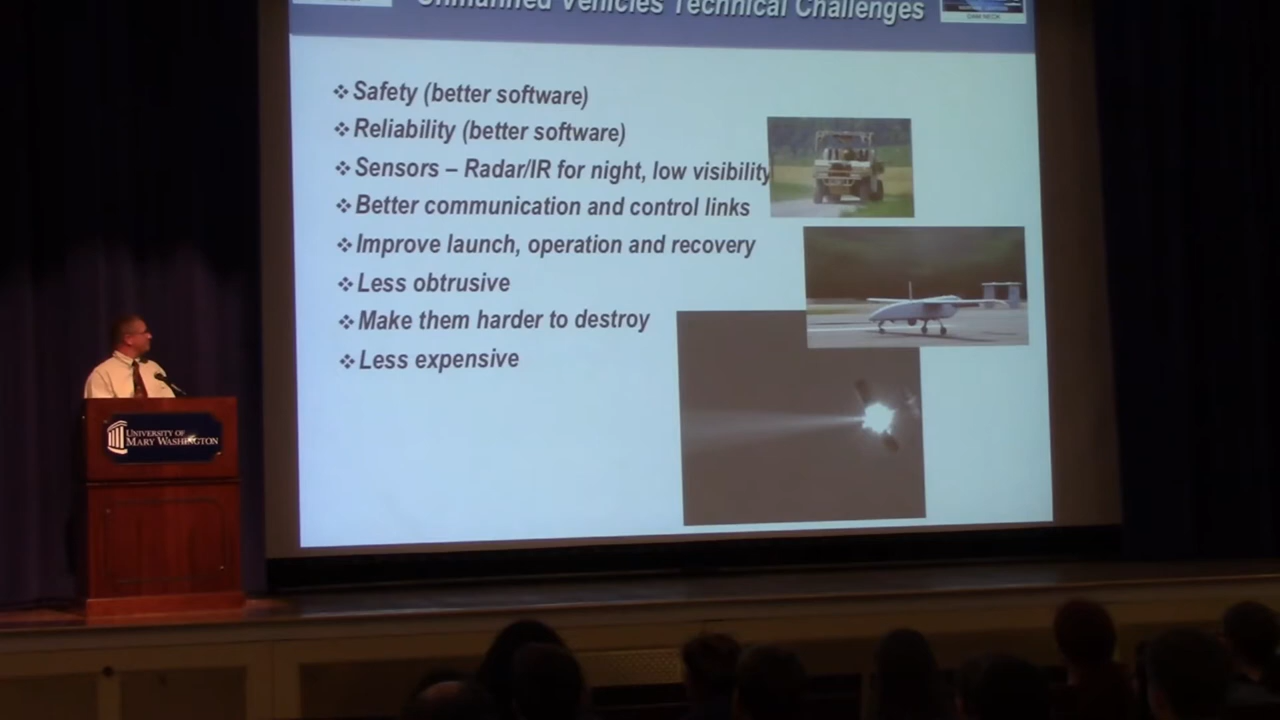 Unmanned Vehicles Technical Challenges
DAM NECK
❖ Safety (better software)
❖ Reliability (better software)
❖ Sensors – Radar/IR for night, low visibility
❖ Better communication and control links
❖ Improve launch, operation and recovery
❖ Less obtrusive
❖ Make them harder to destroy
❖ Less expensive
UNIVERSITY OF
MARY WASHINGTON